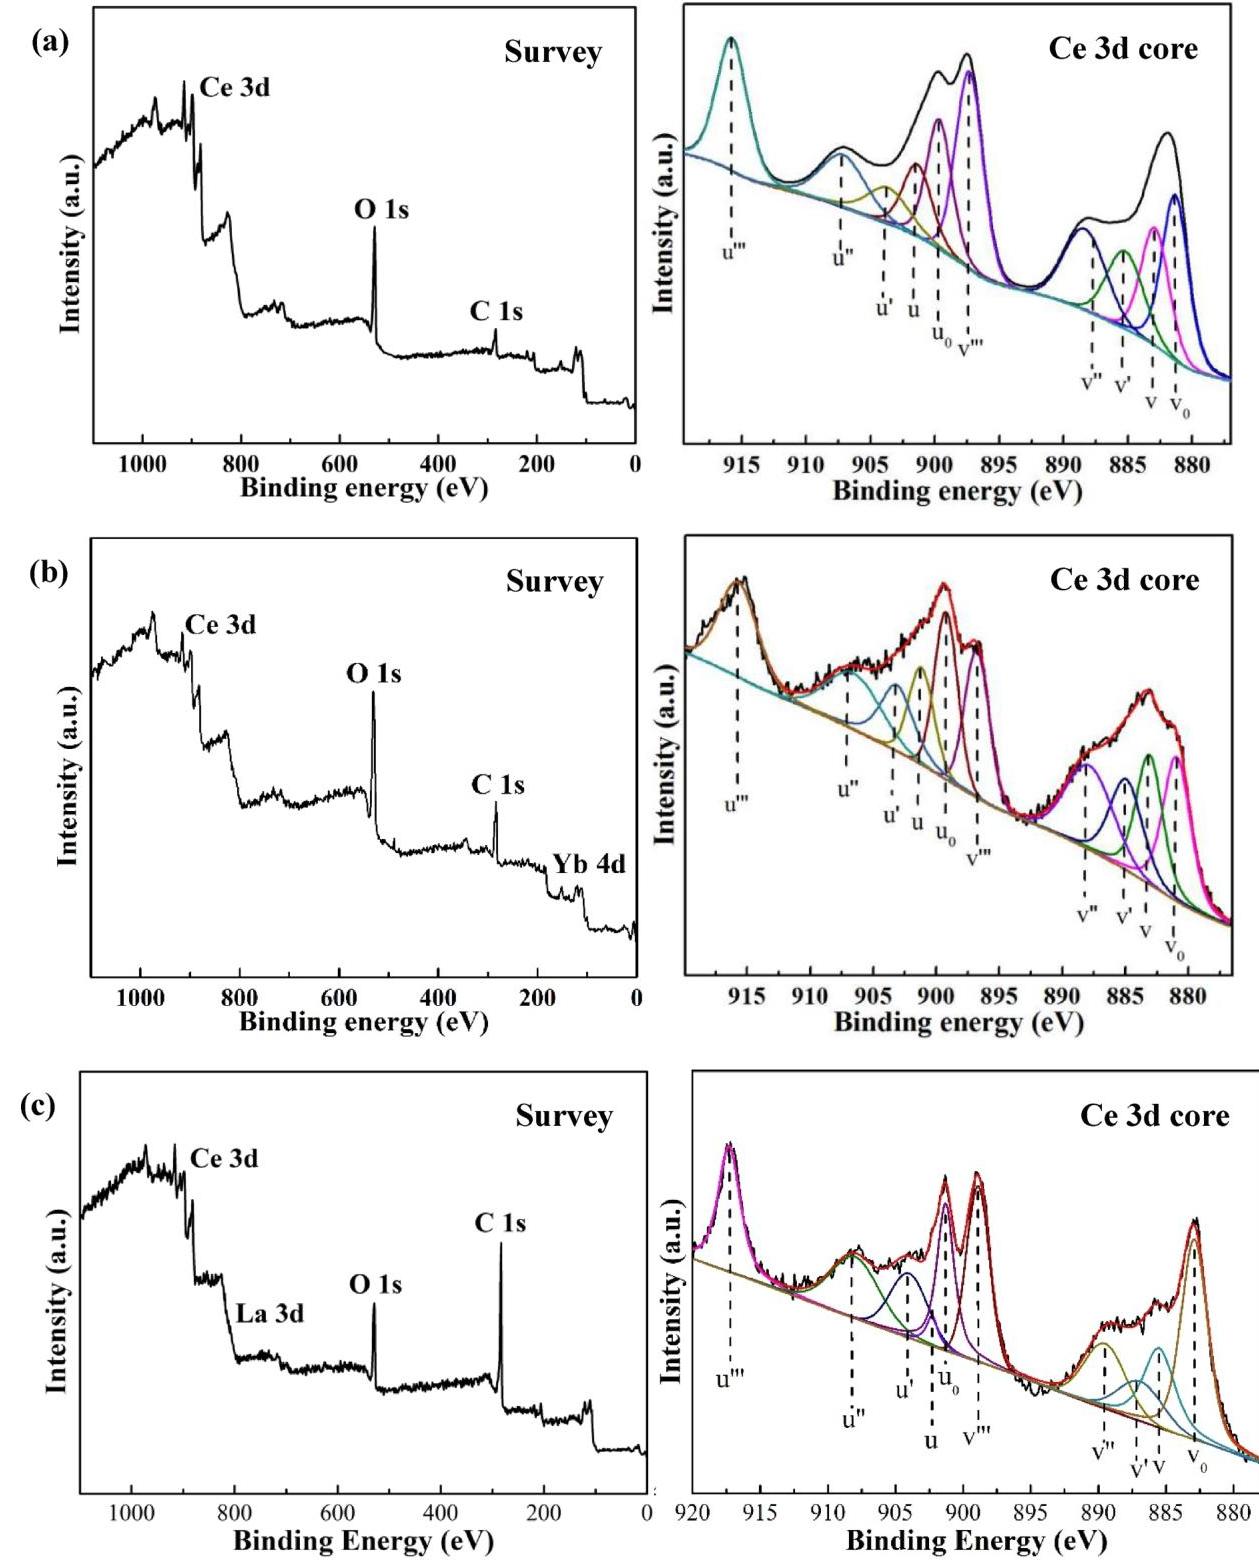 (a)
Survey
Ce 3d
O 1s
C 1s
Intensity (a.u.)
1000 800 600 400 200 0
Binding energy (eV)
Ce 3d core
u''' u'' u' u u0 v''' v'' v' v v0
Intensity (a.u.)
915 910 905 900 895 890 885 880
Binding energy (eV)
(b)
Survey
Ce 3d
O 1s
C 1s
Yb 4d
Intensity (a.u.)
1000 800 600 400 200 0
Binding energy (eV)
Ce 3d core
u''' u'' u' u u0 v''' v'' v' v v0
Intensity (a.u.)
915 910 905 900 895 890 885 880
Binding energy (eV)
(c)
Survey
Ce 3d
C 1s
O 1s
La 3d
Intensity (a.u.)
1000 800 600 400 200 0
Binding Energy (eV)
Ce 3d core
u''' u'' u' u u0 v''' v'' v' v v0
Intensity (a.u.)
920 915 910 905 900 895 890 885 880
Binding Energy (eV)